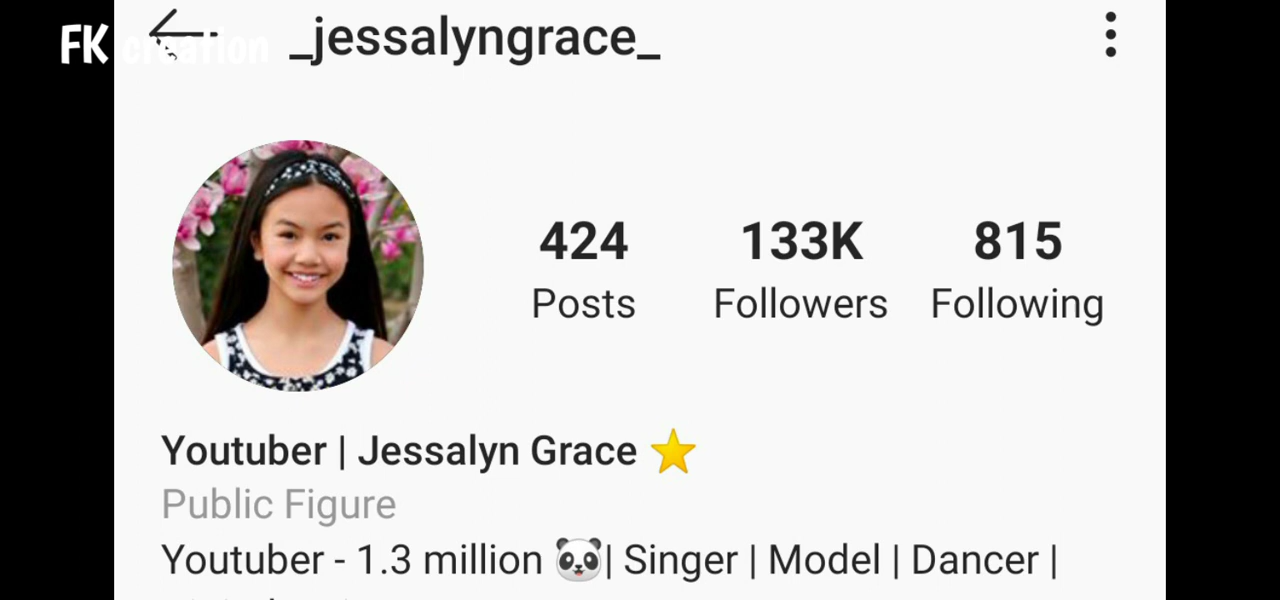 FK creation
_jessalyngrace_
424 133K 815
Posts Followers Following
Youtuber | Jessalyn Grace ⭐
Public Figure
Youtuber - 1.3 million 🐼| Singer | Model | Dancer |